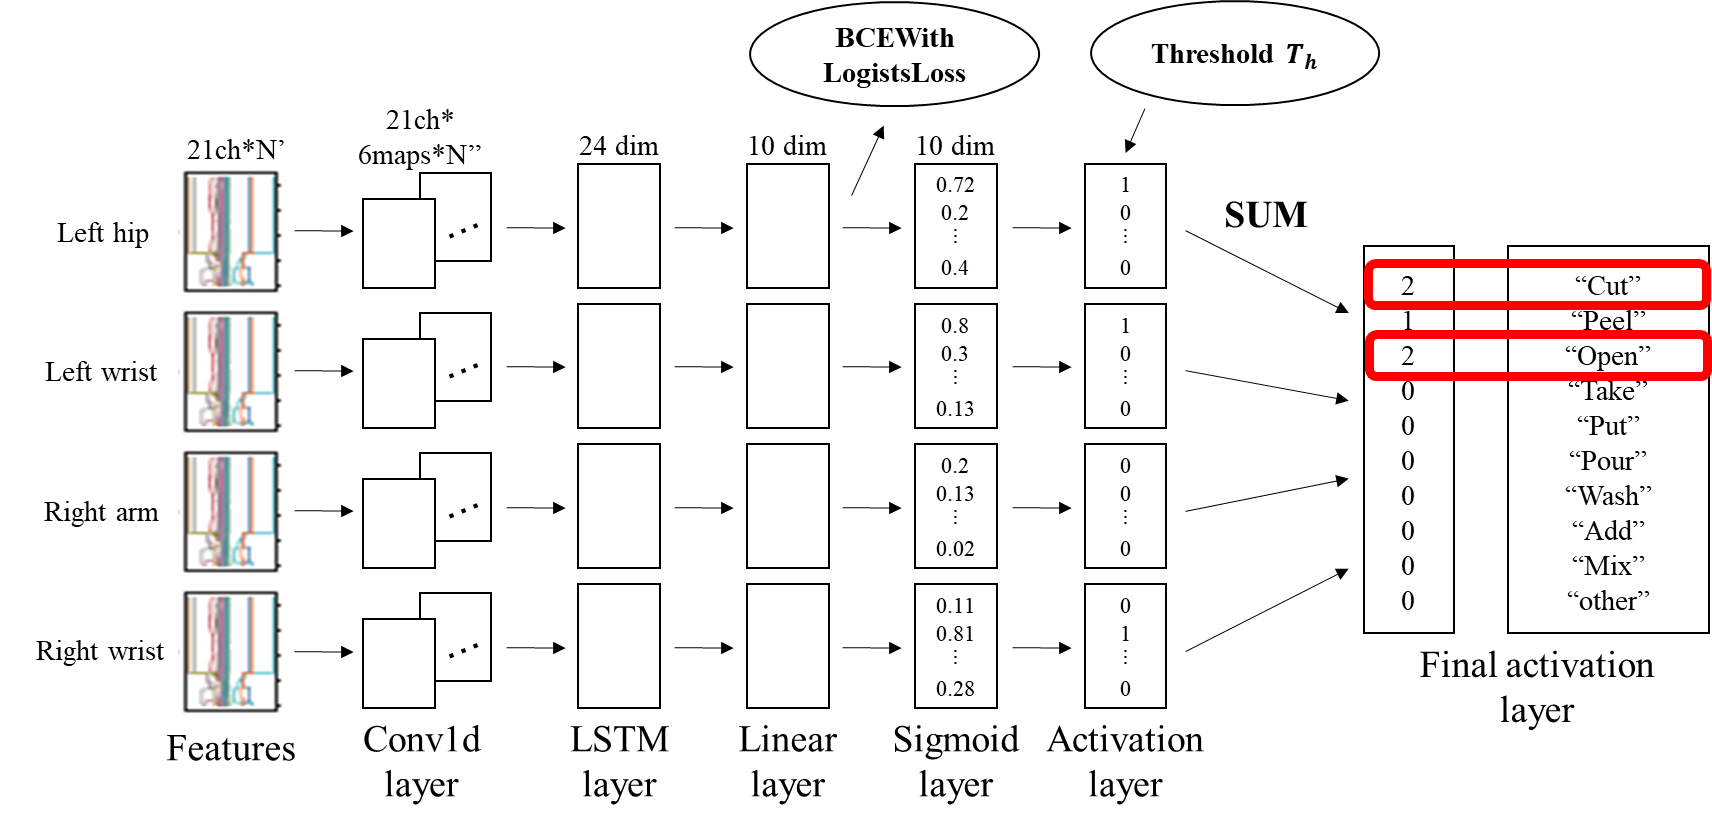 BCEWith
LogistsLoss
Threshold T_h
21ch*N’
21ch*
6maps*N”
24 dim
10 dim
10 dim
SUM
Left hip
0.72
0.2
⋮
0.4
1
0
⋮
0
Left wrist
0.8
0.3
⋮
0.13
1
0
⋮
0
Right arm
0.2
0.13
⋮
0.02
0
0
⋮
0
Right wrist
0.11
0.81
⋮
0.28
0
1
⋮
0
2 “Cut”
1 “Peel”
2 “Open”
0 “Take”
0 “Put”
0 “Pour”
0 “Wash”
0 “Add”
0 “Mix”
0 “other”
Features
Conv1d
layer
LSTM
layer
Linear
layer
Sigmoid
layer
Activation
layer
Final activation
layer